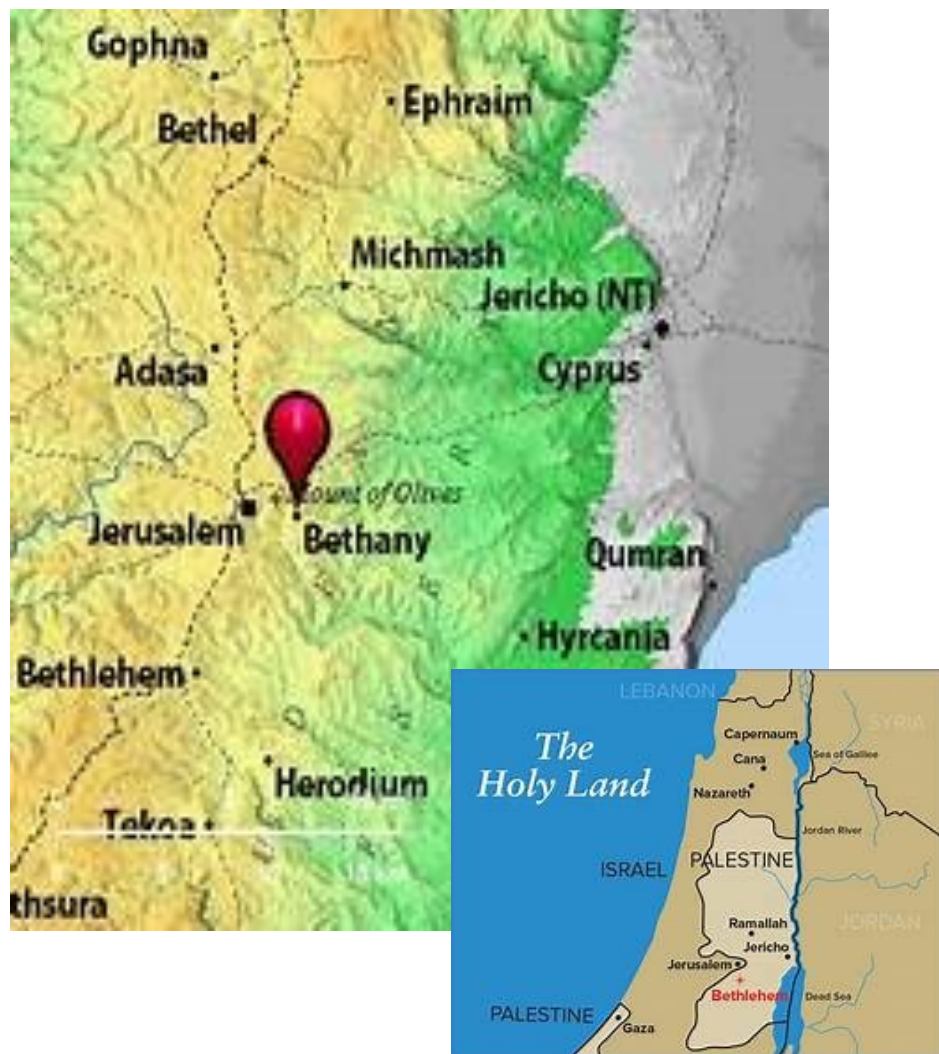 Gophna
Ephraim
Bethel
Michmash
Jericho (NT)
Adasa
Cyprus
Mount of Olives
Jerusalem
Bethany
Qumran
Hyrcania
Bethlehem
Herodium
Tekoa
thsura
LEBANON
SYRIA
The
Holy Land
Capernaum
Sea of Galilee
Cana
Nazareth
Jordan River
PALESTINE
ISRAEL
JORDAN
Ramallah
Jericho
Jerusalem
Bethlehem
Dead Sea
PALESTINE
Gaza